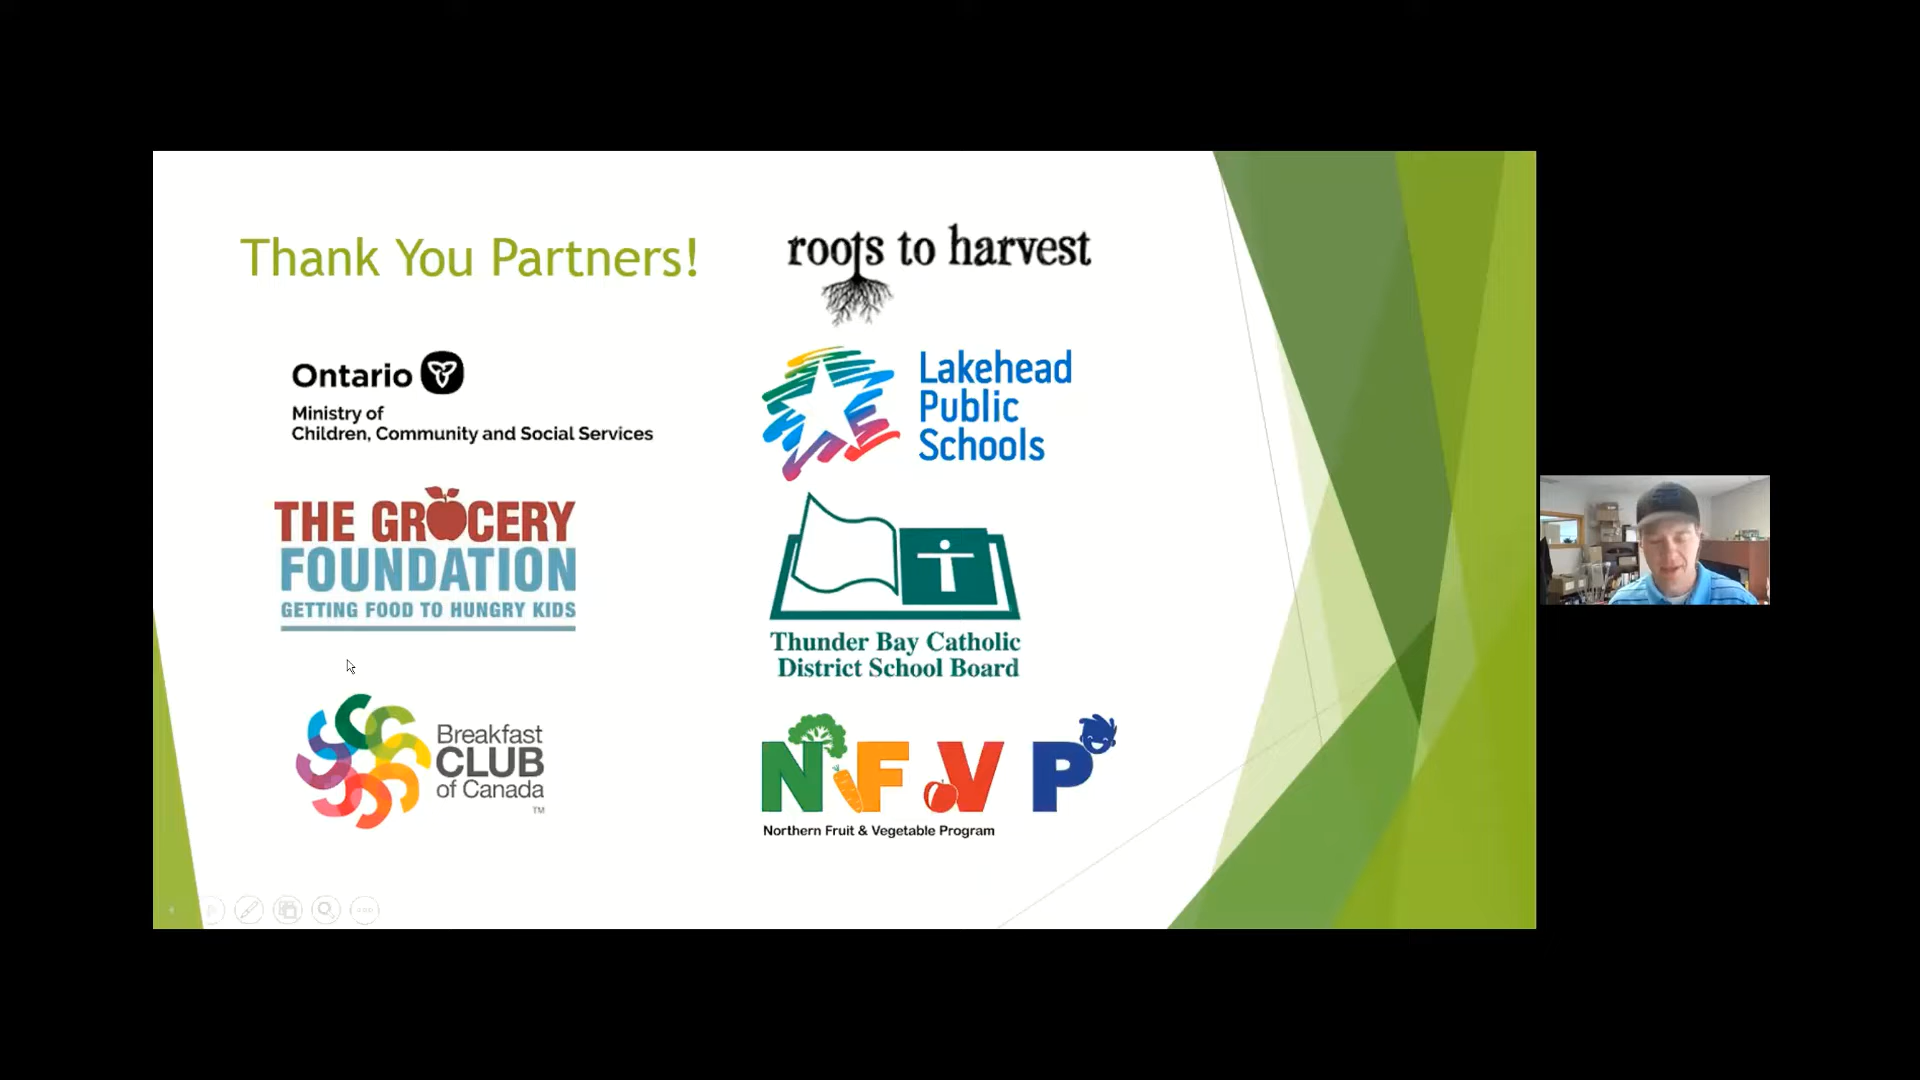 Thank You Partners!
roots to harvest
Ontario
Ministry of
Children, Community and Social Services
Lakehead
Public
Schools
THE GROCERY
FOUNDATION
GETTING FOOD TO HUNGRY KIDS
Thunder Bay Catholic
District School Board
Breakfast
CLUB
of Canada
TM
NFVP
Northern Fruit & Vegetable Program